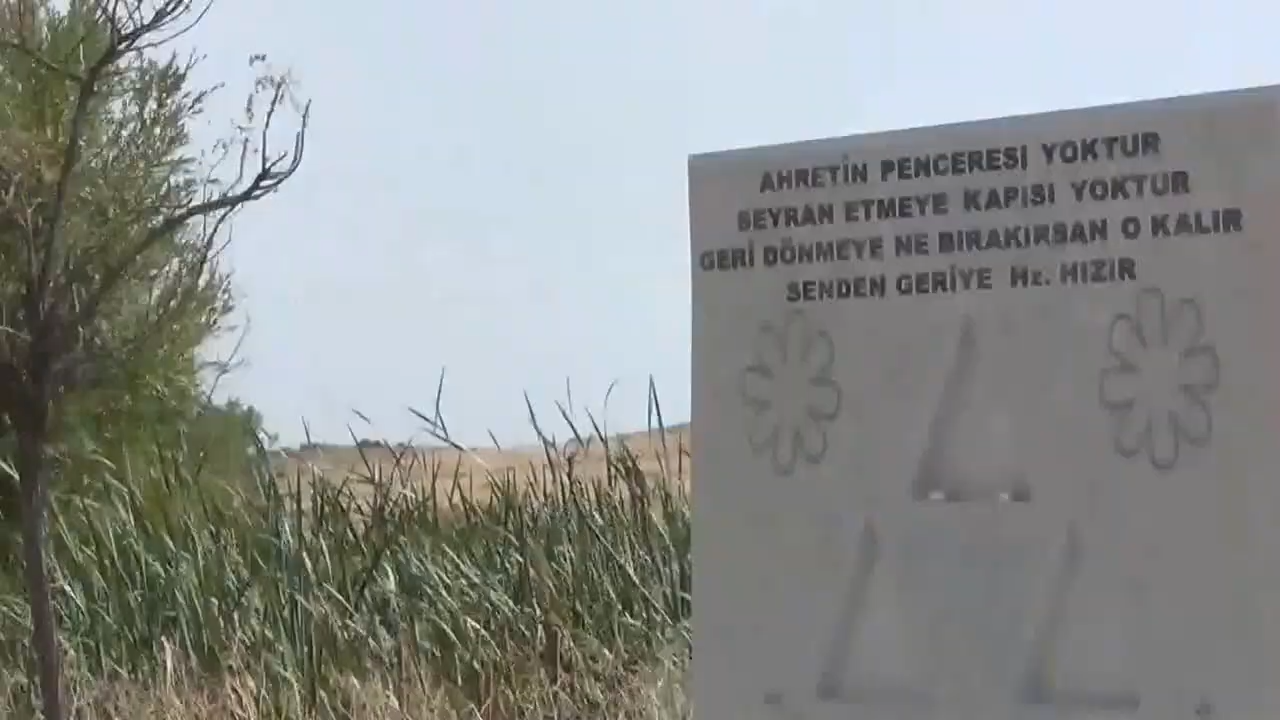 AHRETİN PENCERESİ YOKTUR
SEYRAN ETMEYE KAPISI YOKTUR
GERİ DÖNMEYE NE BIRAKIRSAN O KALIR
SENDEN GERİYE Hz. HIZIR